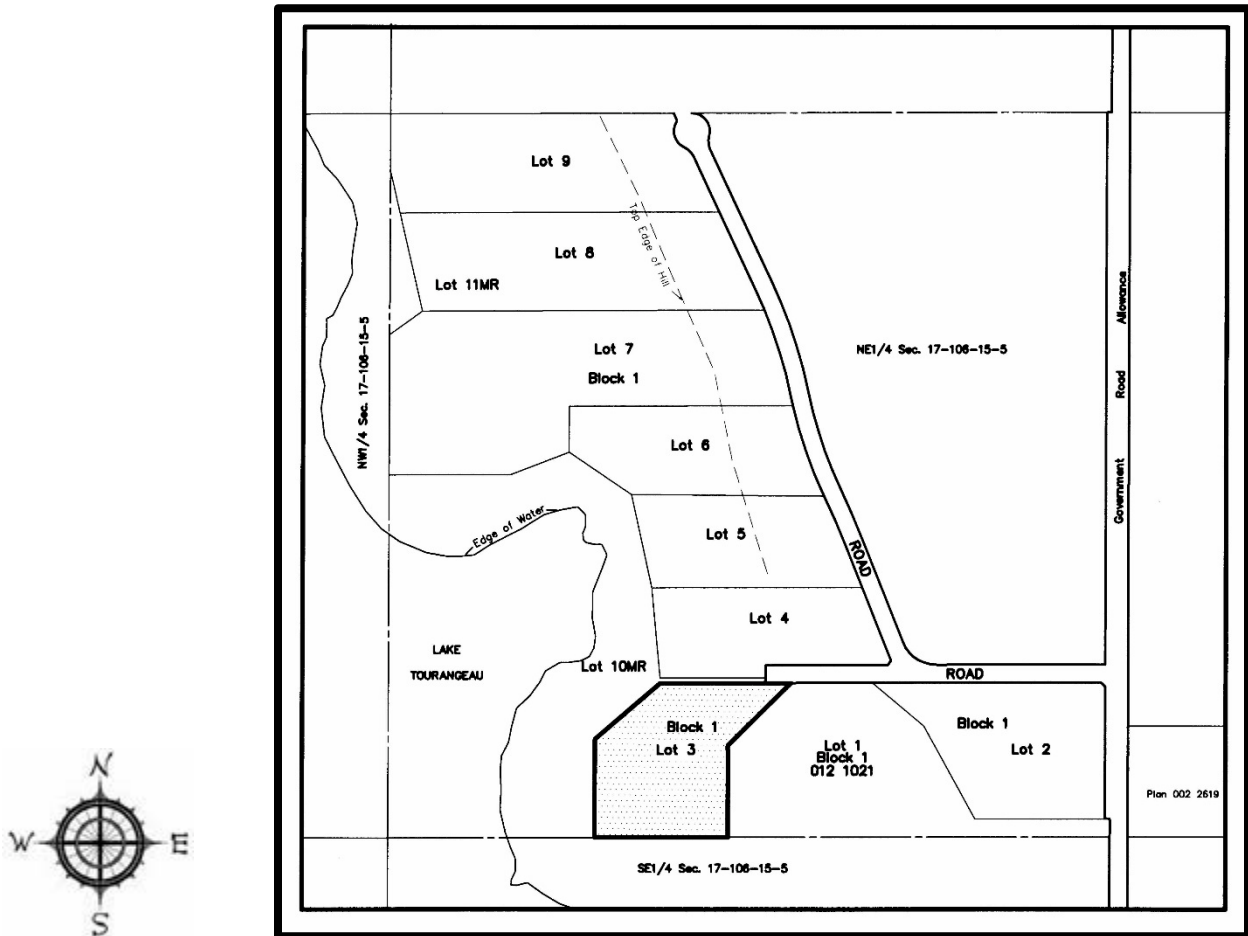 Lot 9
Top Edge of Hill
Lot 8
Lot 11MR
Government Road Allowance
NW1/4 Sec. 17-106-15-5
Lot 7
Block 1
NE1/4 Sec. 17-106-15-5
Lot 6
Edge of Water
Lot 5
ROAD
Lot 4
LAKE
TOURANGEAU
Lot 10MR
ROAD
Block 1
Lot 3
Lot 1
Block 1
012 1021
Block 1
Lot 2
Plan 002 2619
SE1/4 Sec. 17-106-15-5
N
W
E
S